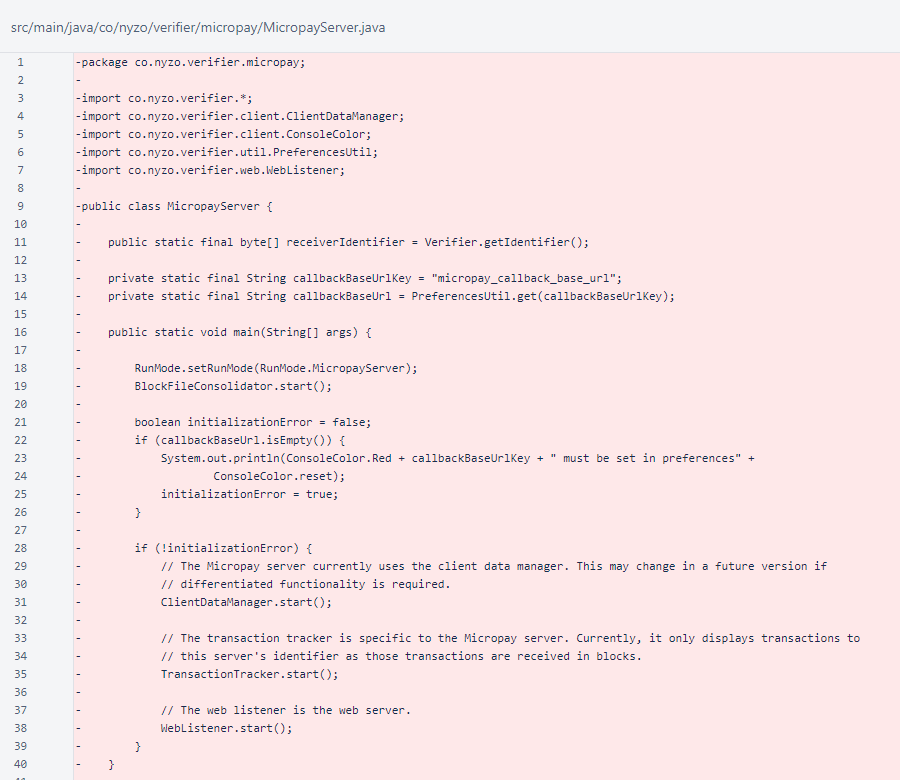 src/main/java/co/nyzo/verifier/micropay/MicropayServer.java
1 -package co.nyzo.verifier.micropay;
2 -
3 -import co.nyzo.verifier.*;
4 -import co.nyzo.verifier.client.ClientDataManager;
5 -import co.nyzo.verifier.client.ConsoleColor;
6 -import co.nyzo.verifier.util.PreferencesUtil;
7 -import co.nyzo.verifier.web.WebListener;
8 -
9 -public class MicropayServer {
10 -
11 -    public static final byte[] receiverIdentifier = Verifier.getIdentifier();
12 -
13 -    private static final String callbackBaseUrlKey = "micropay_callback_base_url";
14 -    private static final String callbackBaseUrl = PreferencesUtil.get(callbackBaseUrlKey);
15 -
16 -    public static void main(String[] args) {
17 -
18 -        RunMode.setRunMode(RunMode.MicropayServer);
19 -        BlockFileConsolidator.start();
20 -
21 -        boolean initializationError = false;
22 -        if (callbackBaseUrl.isEmpty()) {
23 -            System.out.println(ConsoleColor.Red + callbackBaseUrlKey + " must be set in preferences" +
24 -                    ConsoleColor.reset);
25 -            initializationError = true;
26 -        }
27 -
28 -        if (!initializationError) {
29 -            // The Micropay server currently uses the client data manager. This may change in a future version if
30 -            // differentiated functionality is required.
31 -            ClientDataManager.start();
32 -
33 -            // The transaction tracker is specific to the Micropay server. Currently, it only displays transactions to
34 -            // this server's identifier as those transactions are received in blocks.
35 -            TransactionTracker.start();
36 -
37 -            // The web listener is the web server.
38 -            WebListener.start();
39 -        }
40 -    }